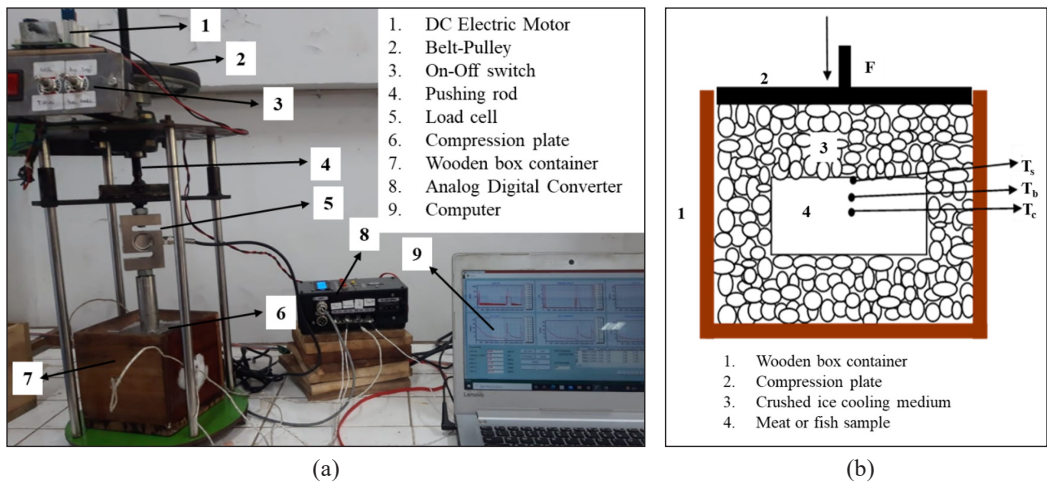 1
2
3
4
5
6
7
8
9
1. DC Electric Motor
2. Belt-Pulley
3. On-Off switch
4. Pushing rod
5. Load cell
6. Compression plate
7. Wooden box container
8. Analog Digital Converter
9. Computer
Lenovo
(a)
F
2
3
1
4
Ts
Tb
Tc
1. Wooden box container
2. Compression plate
3. Crushed ice cooling medium
4. Meat or fish sample
(b)